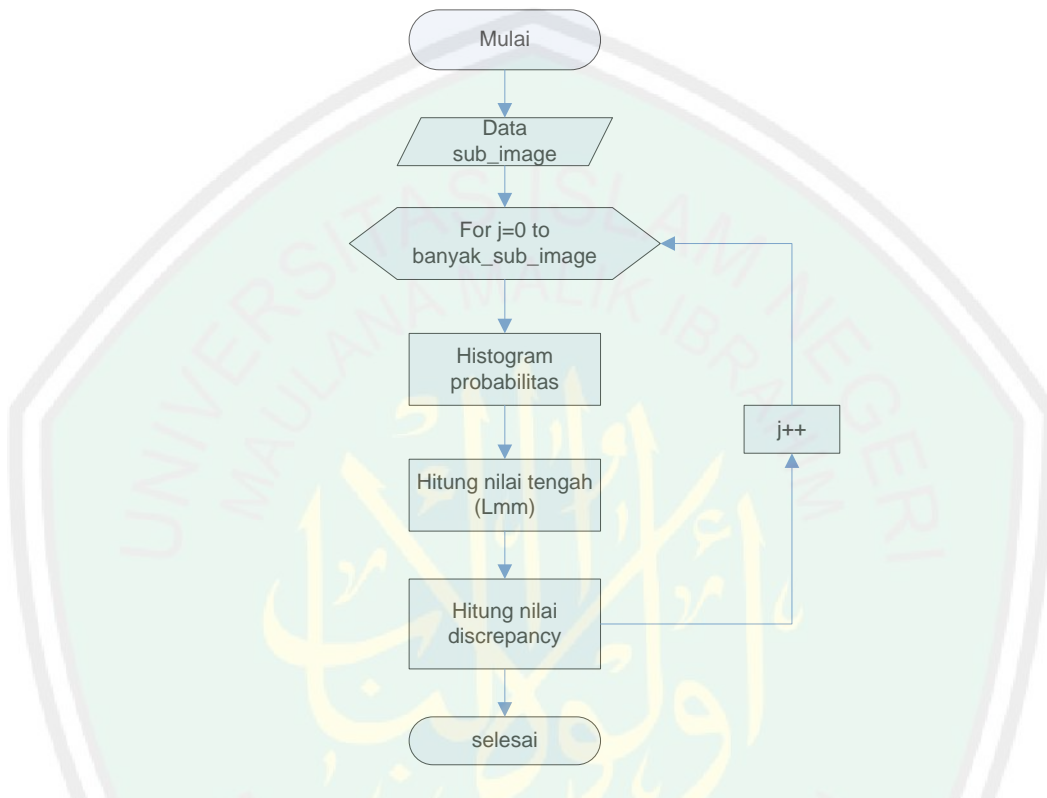 Mulai
Data
sub_image
For j=0 to
banyak_sub_image
Histogram
probabilitas
j++
Hitung nilai tengah
(Lmm)
Hitung nilai
discrepancy
selesai
UNIVERSITAS ISLAM NEGERI
MAULANA MALIK IBRAHIM